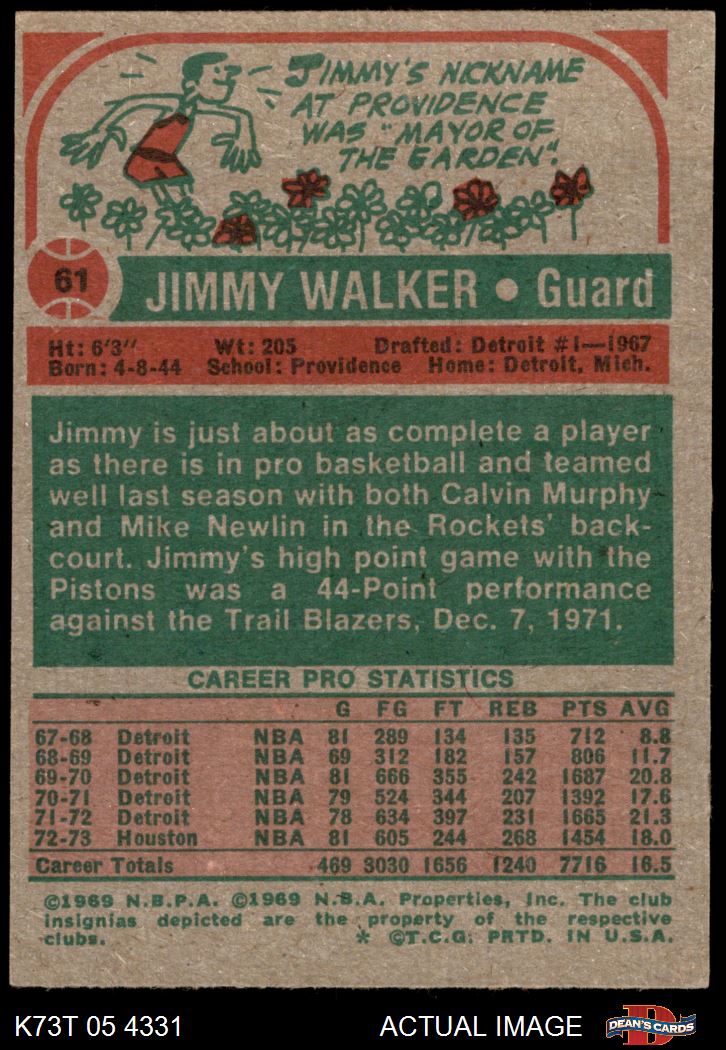 JIMMY'S NICKNAME
AT PROVIDENCE
WAS "MAYOR OF
THE GARDEN".
61
JIMMY WALKER • Guard
Ht: 6'3" Wt: 205 Drafted: Detroit #1—1967
Born: 4-8-44 School: Providence Home: Detroit, Mich.
Jimmy is just about as complete a player
as there is in pro basketball and teamed
well last season with both Calvin Murphy
and Mike Newlin in the Rockets' back-
court. Jimmy's high point game with the
Pistons was a 44-Point performance
against the Trail Blazers, Dec. 7, 1971.
CAREER PRO STATISTICS
G FG FT REB PTS AVG
67-68 Detroit NBA 81 289 134 135 712 8.8
68-69 Detroit NBA 69 312 182 157 806 11.7
69-70 Detroit NBA 81 666 355 242 1687 20.8
70-71 Detroit NBA 79 524 344 207 1392 17.6
71-72 Detroit NBA 78 634 397 231 1665 21.3
72-73 Houston NBA 81 605 244 268 1454 18.0
Career Totals 469 3030 1656 1240 7716 16.5
©1969 N.B.P.A. ©1969 N.B.A. Properties, Inc. The club
insignias depicted are the property of the respective
clubs. * ©T.C.G. PRTD. IN U.S.A.
K73T 05 4331 ACTUAL IMAGE DEAN'S CARDS